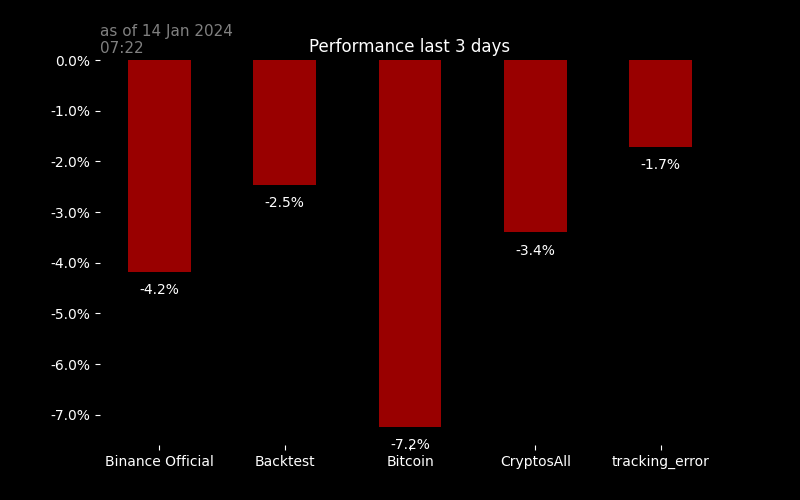 as of 14 Jan 2024
07:22
Performance last 3 days
0.0%
-1.0%
-2.0%
-3.0%
-4.0%
-5.0%
-6.0%
-7.0%
-4.2%
-2.5%
-7.2%
-3.4%
-1.7%
Binance Official
Backtest
Bitcoin
CryptosAll
tracking_error